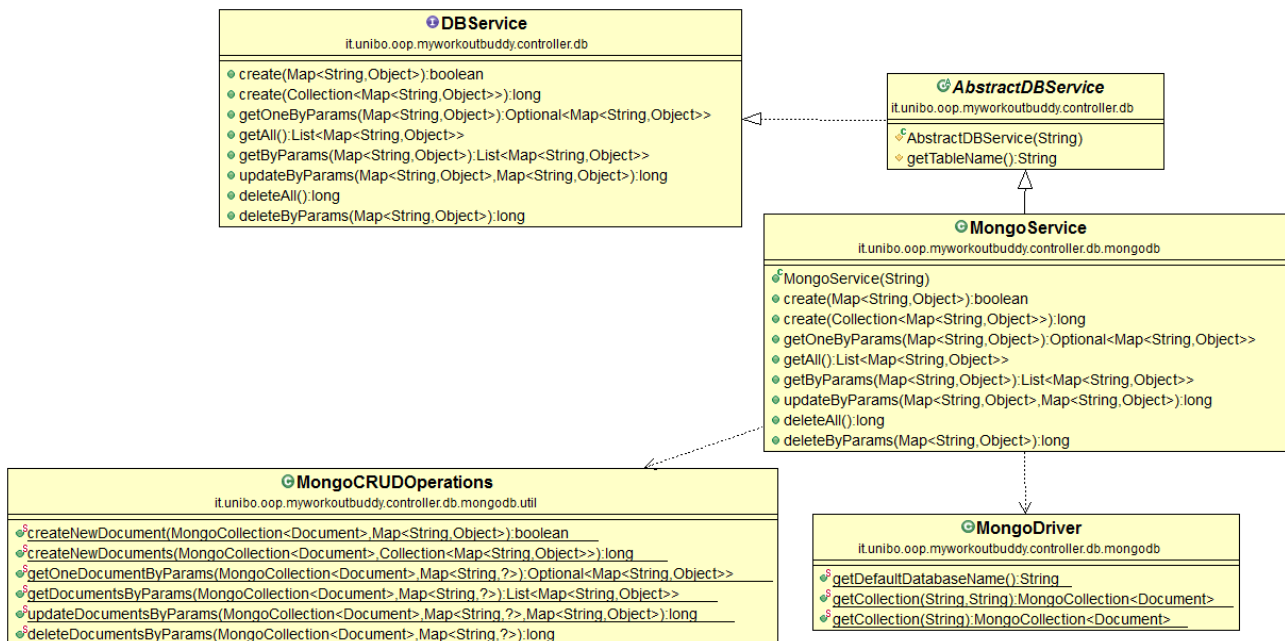 DBService
it.unibo.oop.myworkoutbuddy.controller.db
create(Map<String,Object>):boolean
create(Collection<Map<String,Object>>):long
getOneByParams(Map<String,Object>):Optional<Map<String,Object>>
getAll():List<Map<String,Object>>
getByParams(Map<String,Object>):List<Map<String,Object>>
updateByParams(Map<String,Object>,Map<String,Object>):long
deleteAll():long
deleteByParams(Map<String,Object>):long
AbstractDBService
it.unibo.oop.myworkoutbuddy.controller.db
AbstractDBService(String)
getTableName():String
MongoService
it.unibo.oop.myworkoutbuddy.controller.db.mongodb
MongoService(String)
create(Map<String,Object>):boolean
create(Collection<Map<String,Object>>):long
getOneByParams(Map<String,Object>):Optional<Map<String,Object>>
getAll():List<Map<String,Object>>
getByParams(Map<String,Object>):List<Map<String,Object>>
updateByParams(Map<String,Object>,Map<String,Object>):long
deleteAll():long
deleteByParams(Map<String,Object>):long
MongoCRUDOperations
it.unibo.oop.myworkoutbuddy.controller.db.mongodb.util
createNewDocument(MongoCollection<Document>,Map<String,Object>):boolean
createNewDocuments(MongoCollection<Document>,Collection<Map<String,Object>>):long
getOneDocumentByParams(MongoCollection<Document>,Map<String,?>):Optional<Map<String,Object>>
getDocumentsByParams(MongoCollection<Document>,Map<String,?>):List<Map<String,Object>>
updateDocumentsByParams(MongoCollection<Document>,Map<String,?>,Map<String,Object>):long
deleteDocumentsByParams(MongoCollection<Document>,Map<String,?>):long
MongoDriver
it.unibo.oop.myworkoutbuddy.controller.db.mongodb
getDefaultDatabaseName():String
getCollection(String,String):MongoCollection<Document>
getCollection(String):MongoCollection<Document>